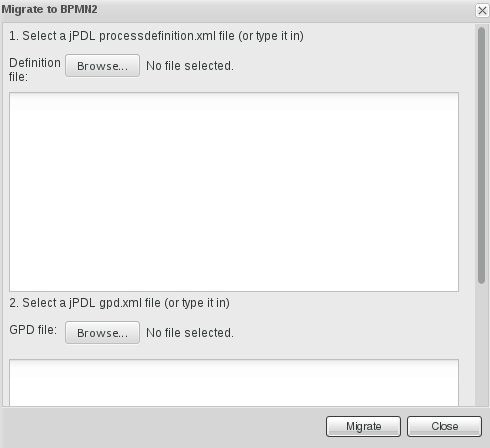 Migrate to BPMN2
1. Select a jPDL processdefinition.xml file (or type it in)
Definition file:
Browse... No file selected.
2. Select a jPDL gpd.xml file (or type it in)
GPD file: Browse... No file selected.
Migrate Close